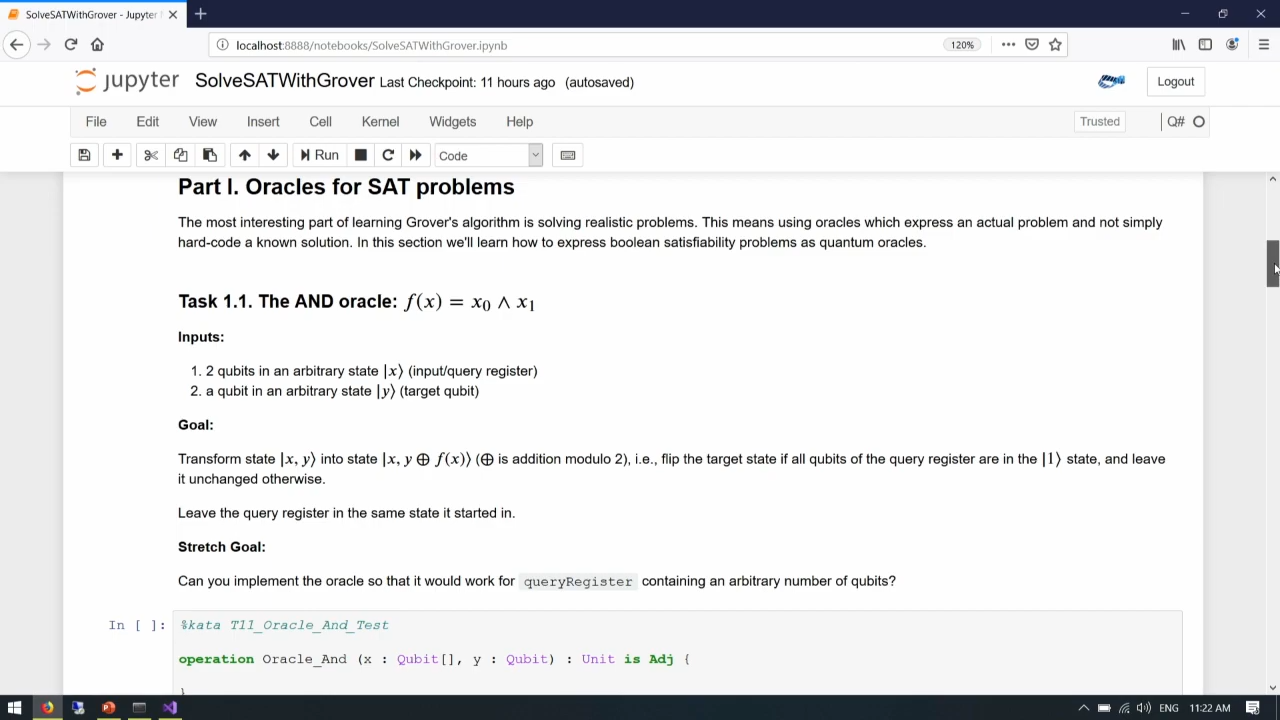 SolveSATWithGrover - Jupyter
localhost:8888/notebooks/SolveSATWithGrover.ipynb
120%
jupyter SolveSATWithGrover Last Checkpoint: 11 hours ago (autosaved)
Logout
File Edit View Insert Cell Kernel Widgets Help
Trusted
Q#
Run
Code
Part I. Oracles for SAT problems
The most interesting part of learning Grover's algorithm is solving realistic problems. This means using oracles which express an actual problem and not simply
hard-code a known solution. In this section we'll learn how to express boolean satisfiability problems as quantum oracles.
Task 1.1. The AND oracle: f(x) = x₀ ∧ x₁
Inputs:
1. 2 qubits in an arbitrary state |x⟩ (input/query register)
2. a qubit in an arbitrary state |y⟩ (target qubit)
Goal:
Transform state |x, y⟩ into state |x, y ⊕ f(x)⟩ (⊕ is addition modulo 2), i.e., flip the target state if all qubits of the query register are in the |1⟩ state, and leave
it unchanged otherwise.
Leave the query register in the same state it started in.
Stretch Goal:
Can you implement the oracle so that it would work for queryRegister containing an arbitrary number of qubits?
In [ ]: %kata T11_Oracle_And_Test
operation Oracle_And (x : Qubit[], y : Qubit) : Unit is Adj {
}
ENG 11:22 AM